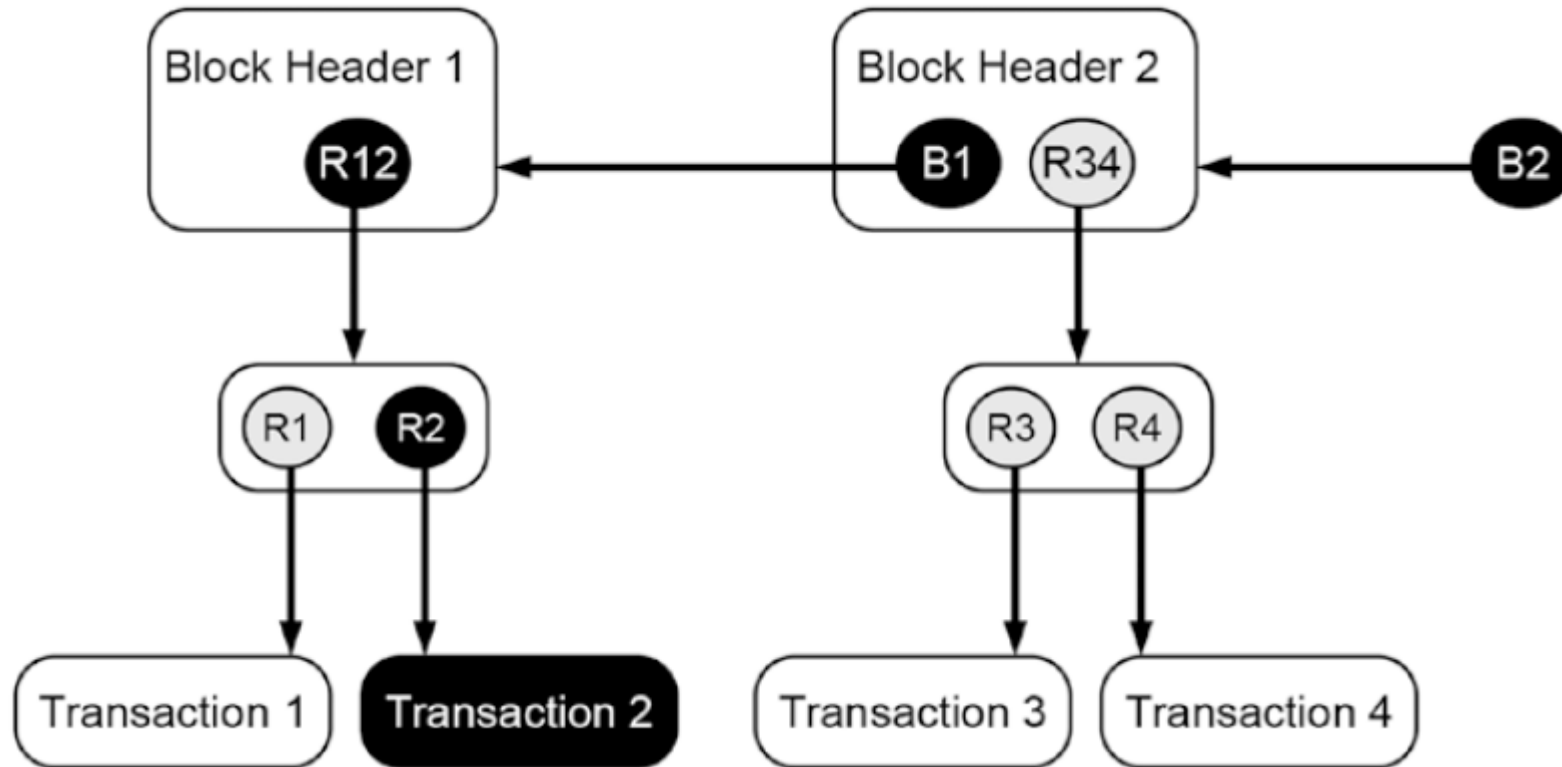 Block Header 1
Block Header 2
R12
B1
R34
B2
R1
R2
R3
R4
Transaction 1
Transaction 2
Transaction 3
Transaction 4